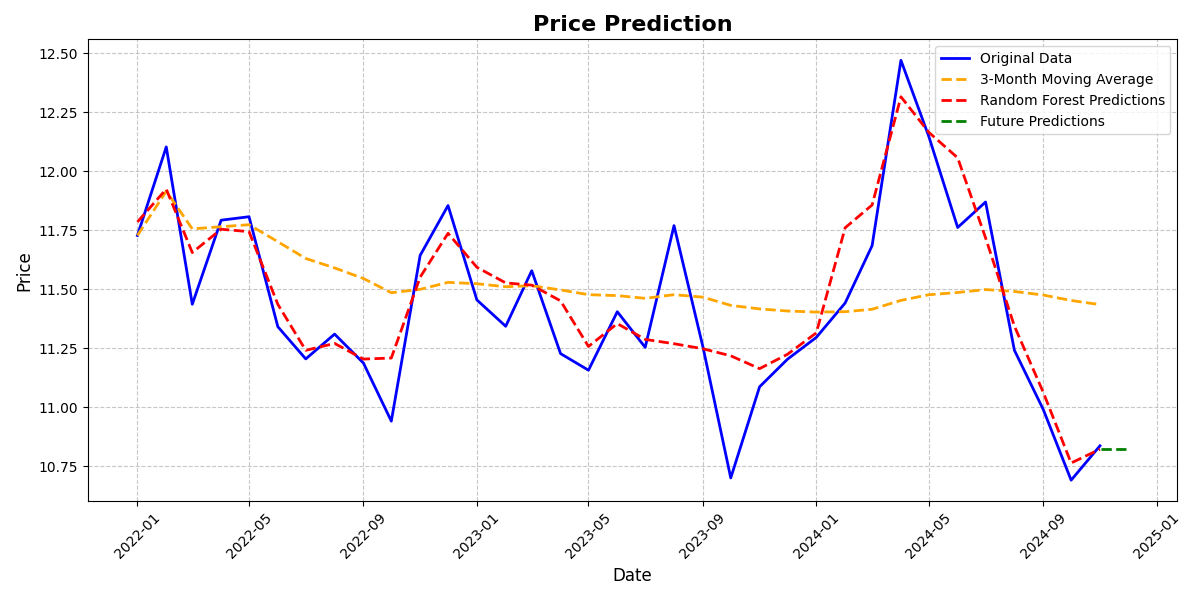 Price Prediction
Price
12.50
12.25
12.00
11.75
11.50
11.25
11.00
10.75
Original Data
3-Month Moving Average
Random Forest Predictions
Future Predictions
2022-01
2022-05
2022-09
2023-01
2023-05
2023-09
2024-01
2024-05
2024-09
2025-01
Date